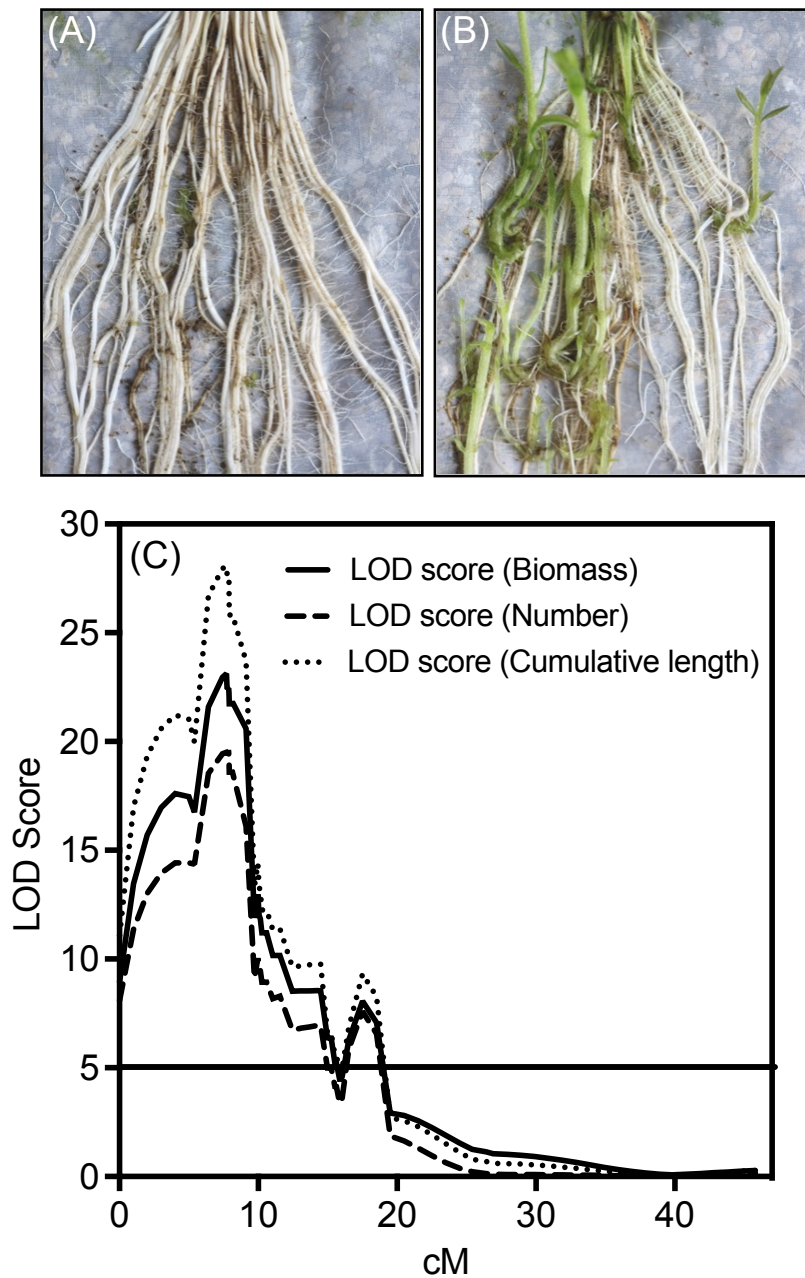 (A)
(B)
(C)
LOD score (Biomass)
LOD score (Number)
LOD score (Cumulative length)
30
25
20
15
10
5
0
LOD Score
0 10 20 30 40
cM